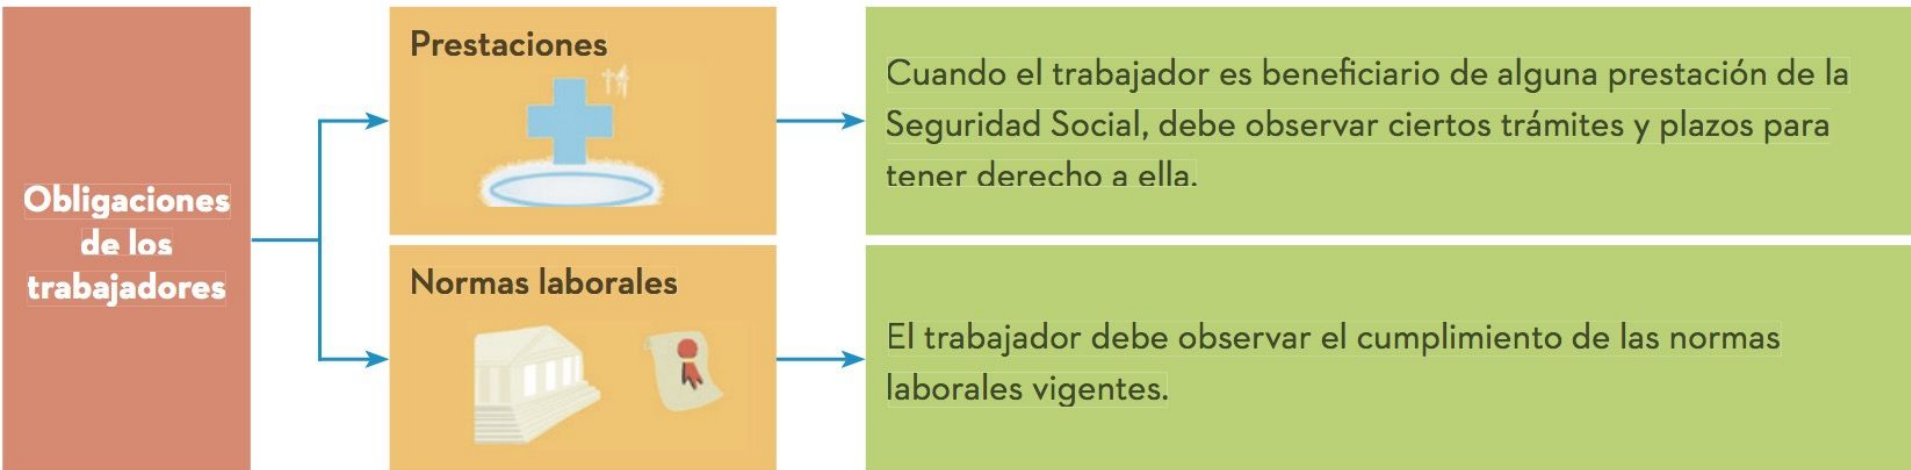 Obligaciones
de los
trabajadores
Prestaciones
Cuando el trabajador es beneficiario de alguna prestación de la
Seguridad Social, debe observar ciertos trámites y plazos para
tener derecho a ella.
Normas laborales
El trabajador debe observar el cumplimiento de las normas
laborales vigentes.